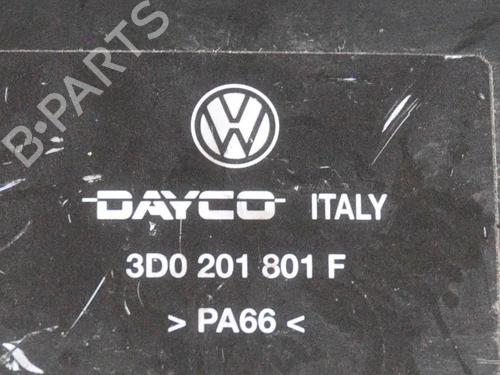 B-PARTS
DAYCO ITALY
3D0 201 801 F
> PA66 <